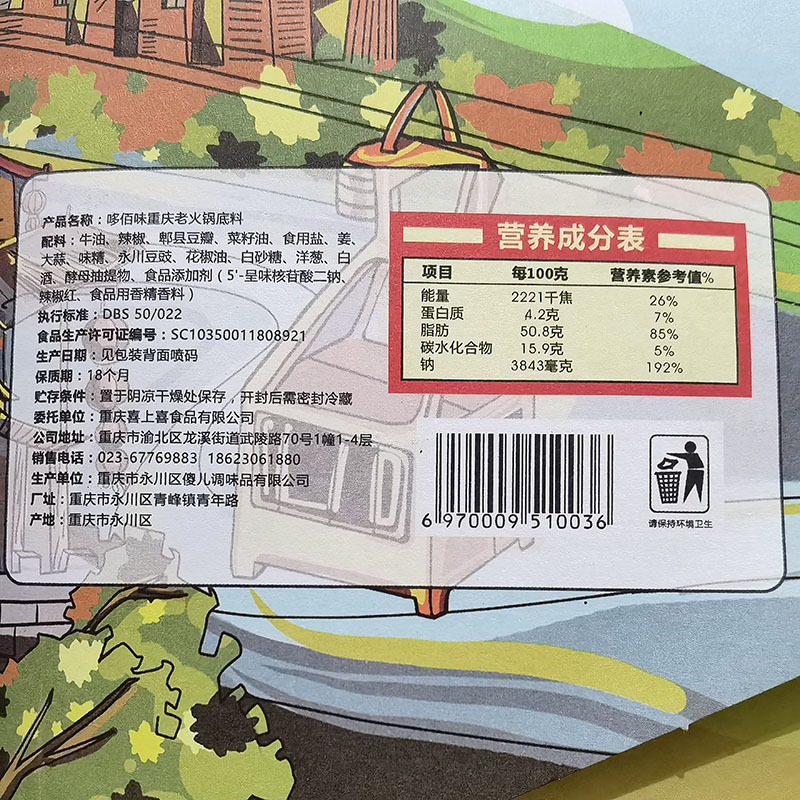 产品名称：哆佰味重庆老火锅底料
配料：牛油、辣椒、郫县豆瓣、菜籽油、食用盐、姜、
大蒜、味精、永川豆豉、花椒油、白砂糖、洋葱、白
酒、酵母抽提物、食品添加剂（5'-呈味核苷酸二钠、
辣椒红、食品用香精香料）
执行标准：DBS 50/022
食品生产许可证编号：SC10350011808921
生产日期：见包装背面喷码
保质期：18个月
贮存条件：置于阴凉干燥处保存，开封后需密封冷藏
委托单位：重庆喜上喜食品有限公司
公司地址：重庆市渝北区龙溪街道武陵路70号1幢1-4层
销售电话：023-67769883 18623061880
生产单位：重庆市永川区傻儿调味品有限公司
厂址：重庆市永川区青峰镇青年路
产地：重庆市永川区
营养成分表
项目 每100克 营养素参考值%
能量 2221千焦 26%
蛋白质 4.2克 7%
脂肪 50.8克 85%
碳水化合物 15.9克 5%
钠 3843毫克 192%
6 970009 510036
请保持环境卫生